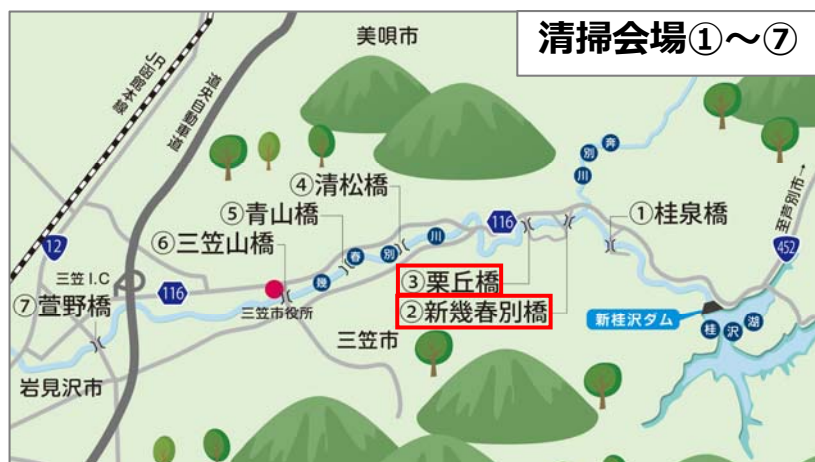 清掃会場①～⑦
美唄市
JR函館本線
道央自動車道
奔別川
④清松橋
⑤青山橋
⑥三笠山橋
116
①桂泉橋
至芦別市→
452
12
三笠I.C
幾春別川
③栗丘橋
②新幾春別橋
⑦萱野橋
116
三笠市役所
三笠市
新桂沢ダム
桂沢湖
岩見沢市